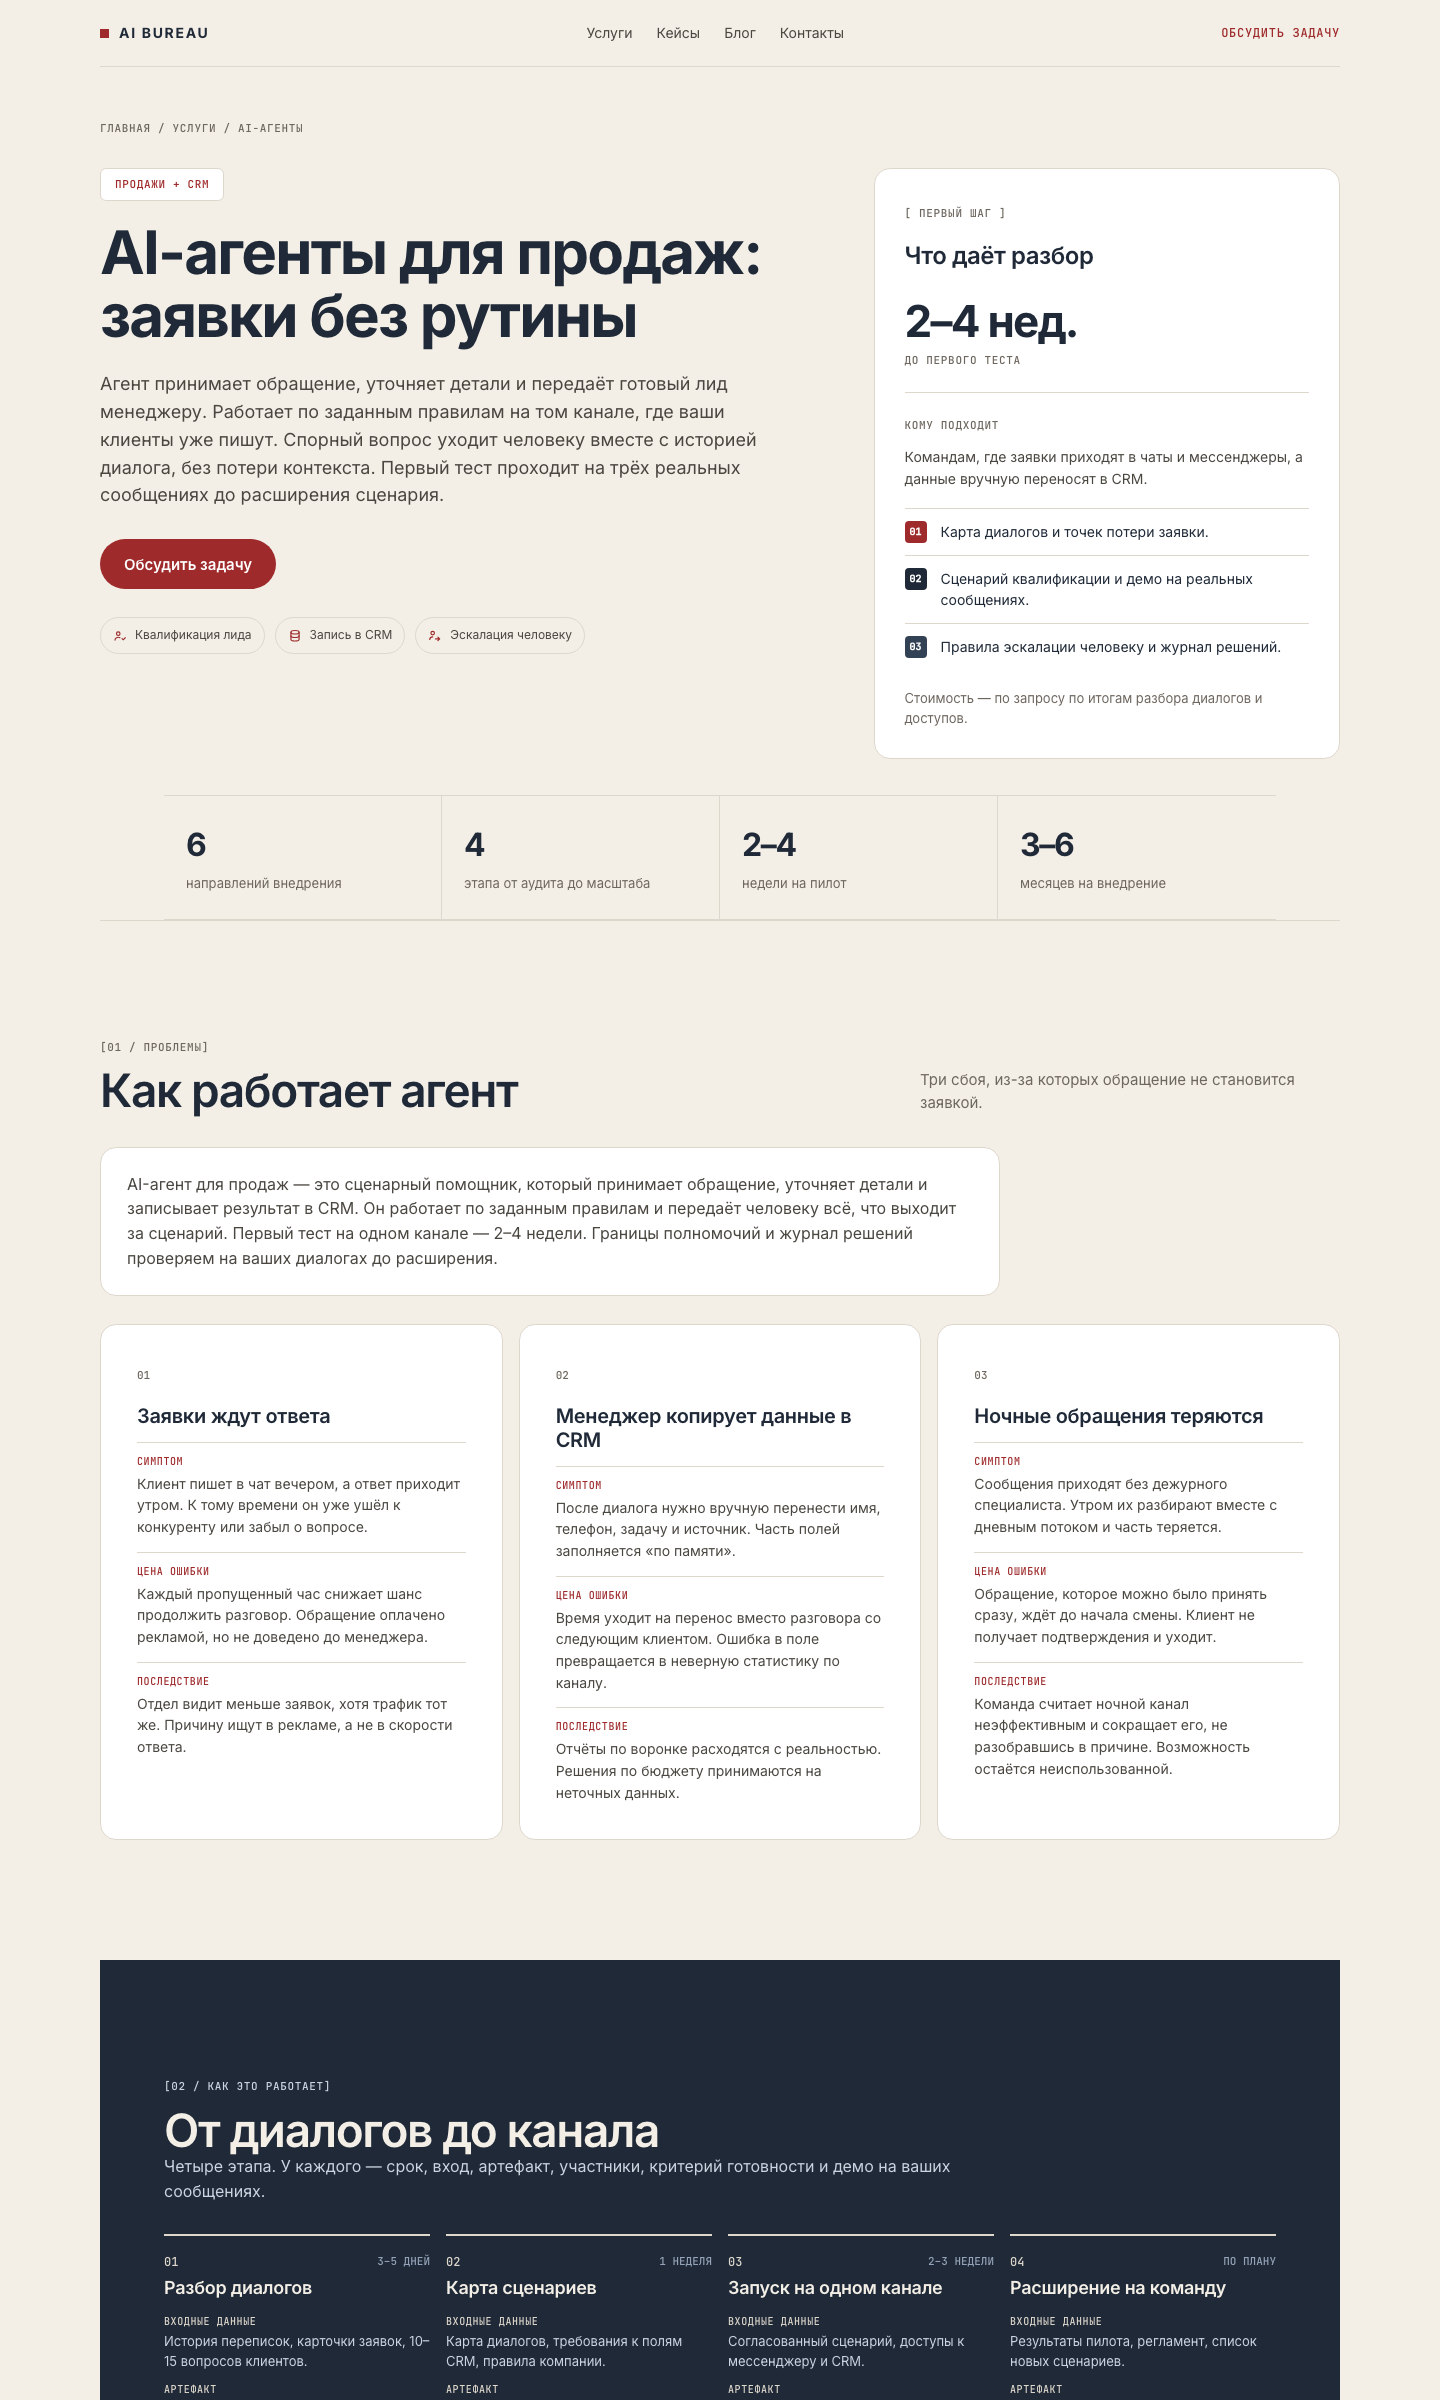 AI BUREAU
Услуги Кейсы Блог Контакты
ОБСУДИТЬ ЗАДАЧУ
ГЛАВНАЯ / УСЛУГИ / AI-АГЕНТЫ
ПРОДАЖИ + CRM
AI-агенты для продаж:
заявки без рутины
Агент принимает обращение, уточняет детали и передаёт готовый лид
менеджеру. Работает по заданным правилам на том канале, где ваши
клиенты уже пишут. Спорный вопрос уходит человеку вместе с историей
диалога, без потери контекста. Первый тест проходит на трёх реальных
сообщениях до расширения сценария.
Обсудить задачу
Квалификация лида
Запись в CRM
Эскалация человеку
[ ПЕРВЫЙ ШАГ ]
Что даёт разбор
2–4 нед.
ДО ПЕРВОГО ТЕСТА
КОМУ ПОДХОДИТ
Командам, где заявки приходят в чаты и мессенджеры, а
данные вручную переносят в CRM.
01 Карта диалогов и точек потери заявки.
02 Сценарий квалификации и демо на реальных
сообщениях.
03 Правила эскалации человеку и журнал решений.
Стоимость — по запросу по итогам разбора диалогов и
доступов.
6
направлений внедрения
4
этапа от аудита до масштаба
2–4
недели на пилот
3–6
месяцев на внедрение
[01 / ПРОБЛЕМЫ]
Как работает агент
Три сбоя, из-за которых обращение не становится
заявкой.
AI-агент для продаж — это сценарный помощник, который принимает обращение, уточняет детали и
записывает результат в CRM. Он работает по заданным правилам и передаёт человеку всё, что выходит
за сценарий. Первый тест на одном канале — 2–4 недели. Границы полномочий и журнал решений
проверяем на ваших диалогах до расширения.
01
Заявки ждут ответа
СИМПТОМ
Клиент пишет в чат вечером, а ответ приходит
утром. К тому времени он уже ушёл к
конкуренту или забыл о вопросе.
ЦЕНА ОШИБКИ
Каждый пропущенный час снижает шанс
продолжить разговор. Обращение оплачено
рекламой, но не доведено до менеджера.
ПОСЛЕДСТВИЕ
Отдел видит меньше заявок, хотя трафик тот
же. Причину ищут в рекламе, а не в скорости
ответа.
02
Менеджер копирует данные в
CRM
СИМПТОМ
После диалога нужно вручную перенести имя,
телефон, задачу и источник. Часть полей
заполняется «по памяти».
ЦЕНА ОШИБКИ
Время уходит на перенос вместо разговора со
следующим клиентом. Ошибка в поле
превращается в неверную статистику по
каналу.
ПОСЛЕДСТВИЕ
Отчёты по воронке расходятся с реальностью.
Решения по бюджету принимаются на
неточных данных.
03
Ночные обращения теряются
СИМПТОМ
Сообщения приходят без дежурного
специалиста. Утром их разбирают вместе с
дневным потоком и часть теряется.
ЦЕНА ОШИБКИ
Обращение, которое можно было принять
сразу, ждёт до начала смены. Клиент не
получает подтверждения и уходит.
ПОСЛЕДСТВИЕ
Команда считает ночной канал
неэффективным и сокращает его, не
разобравшись в причине. Возможность
остаётся неиспользованной.
[02 / КАК ЭТО РАБОТАЕТ]
От диалогов до канала
Четыре этапа. У каждого — срок, вход, артефакт, участники, критерий готовности и демо на ваших
сообщениях.
01 3–5 ДНЕЙ
Разбор диалогов
ВХОДНЫЕ ДАННЫЕ
История переписок, карточки заявок, 10–
15 вопросов клиентов.
АРТЕФАКТ
02 1 НЕДЕЛЯ
Карта сценариев
ВХОДНЫЕ ДАННЫЕ
Карта диалогов, требования к полям
CRM, правила компании.
АРТЕФАКТ
03 2–3 НЕДЕЛИ
Запуск на одном канале
ВХОДНЫЕ ДАННЫЕ
Согласованный сценарий, доступы к
мессенджеру и CRM.
АРТЕФАКТ
04 ПО ПЛАНУ
Расширение на команду
ВХОДНЫЕ ДАННЫЕ
Результаты пилота, регламент, список
новых сценариев.
АРТЕФАКТ